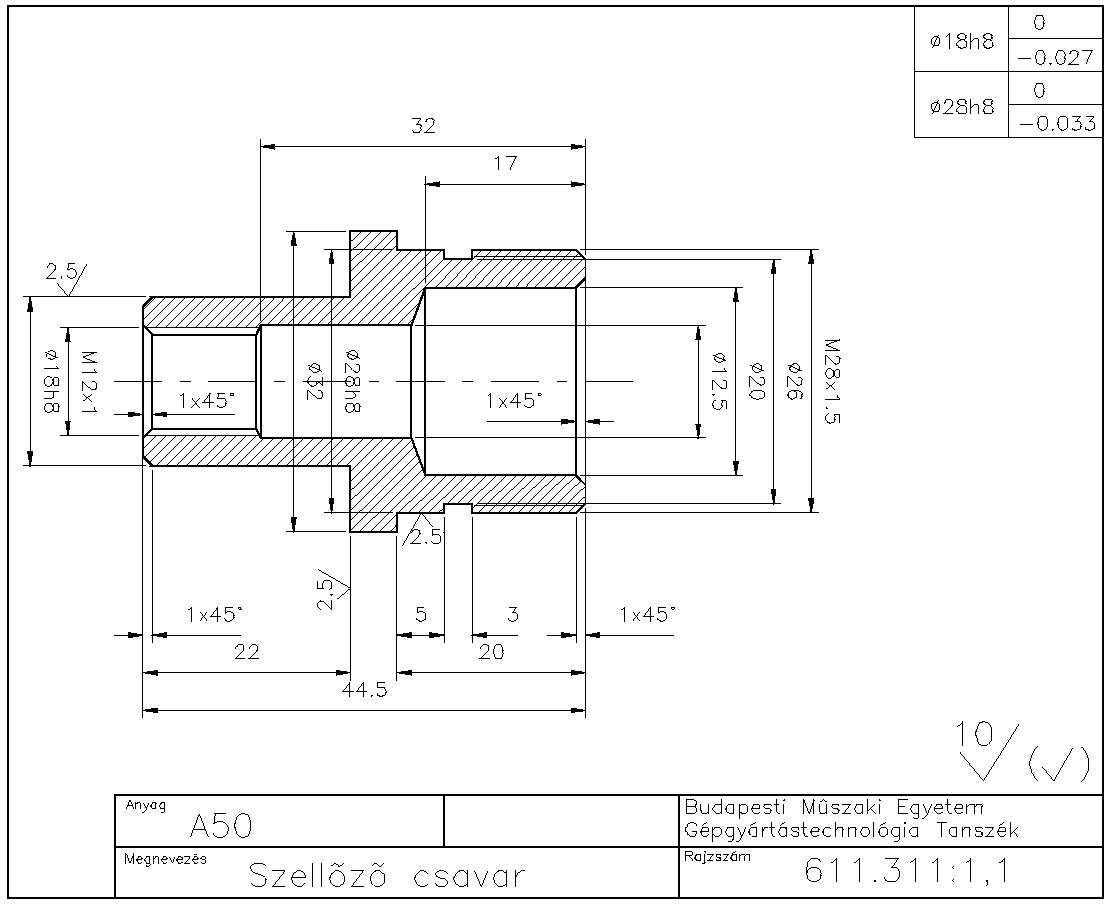 ø18h8
0
-0.027
ø28h8
0
-0.033
32
17
2.5
ø18h8
M12x1
1x45°
ø32
ø28h8
1x45°
ø12.5
ø20
ø26
M28x1.5
2.5
2.5
1x45°
5
3
1x45°
22
20
44.5
10
Anyag
A50
Budapesti Mûszaki Egyetem
Gépgyártástechnológia Tanszék
Megnevezés
Szellõzõ csavar
Rajzszám
611.311:1,1